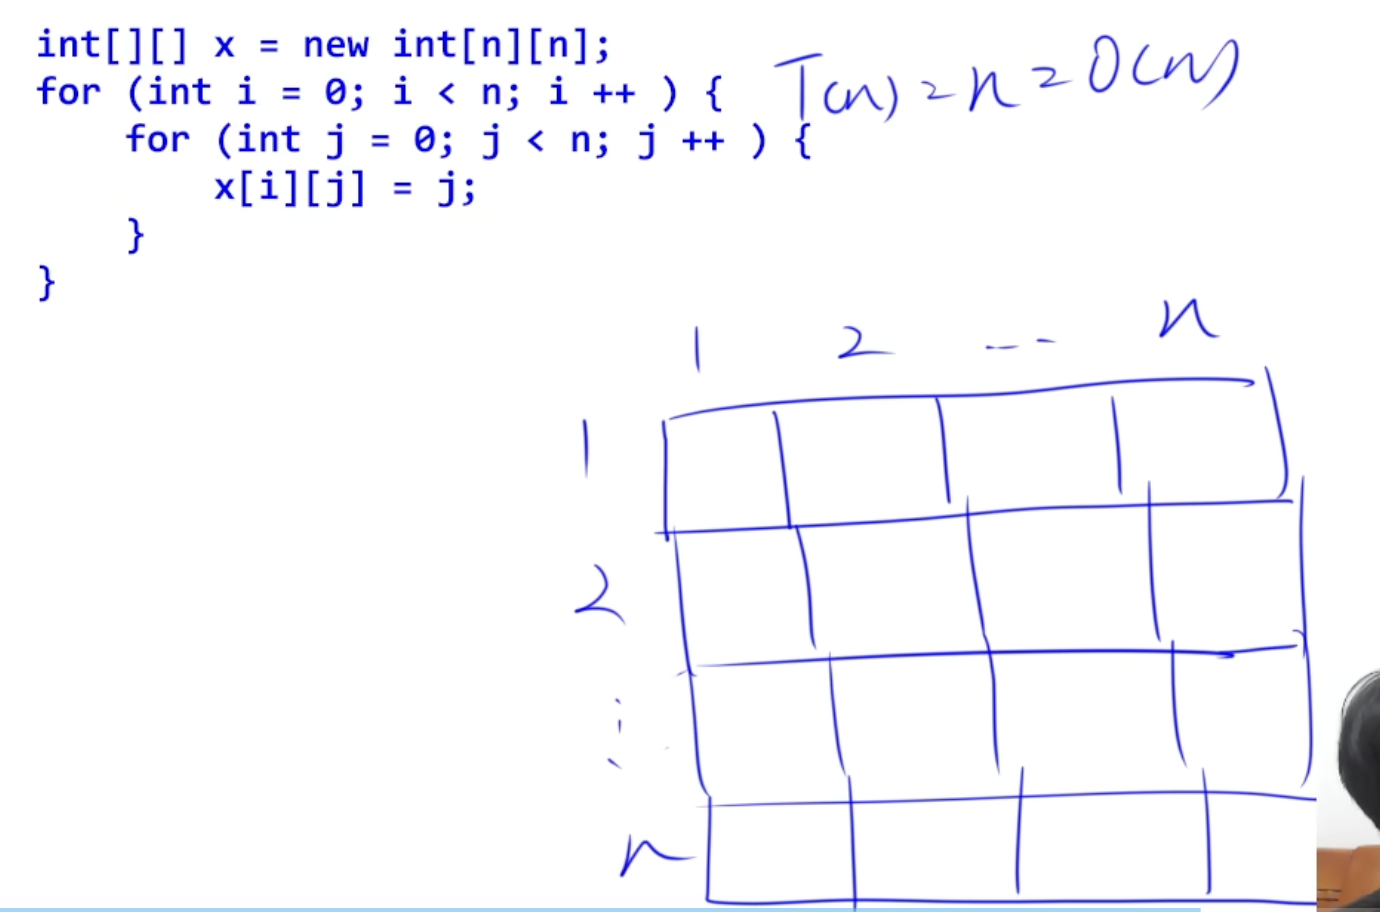 int[][] x = new int[n][n];
for (int i = 0; i < n; i ++ ) {
T(n) = n = O(n)
for (int j = 0; j < n; j ++ ) {
x[i][j] = j;
}
}
1 2 ... n
1
2
⋮
n